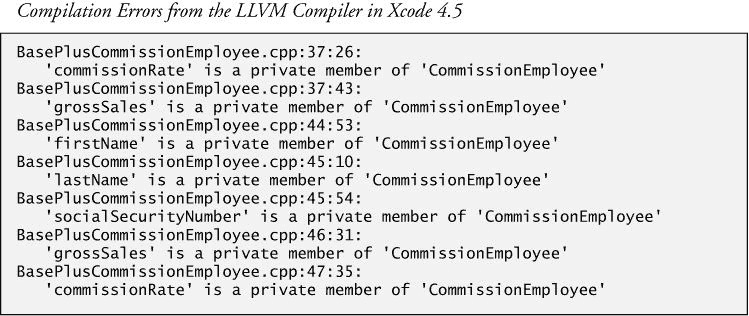 Compilation Errors from the LLVM Compiler in Xcode 4.5
BasePlusCommissionEmployee.cpp:37:26:
'commissionRate' is a private member of 'CommissionEmployee'
BasePlusCommissionEmployee.cpp:37:43:
'grossSales' is a private member of 'CommissionEmployee'
BasePlusCommissionEmployee.cpp:44:53:
'firstName' is a private member of 'CommissionEmployee'
BasePlusCommissionEmployee.cpp:45:10:
'lastName' is a private member of 'CommissionEmployee'
BasePlusCommissionEmployee.cpp:45:54:
'socialSecurityNumber' is a private member of 'CommissionEmployee'
BasePlusCommissionEmployee.cpp:46:31:
'grossSales' is a private member of 'CommissionEmployee'
BasePlusCommissionEmployee.cpp:47:35:
'commissionRate' is a private member of 'CommissionEmployee'